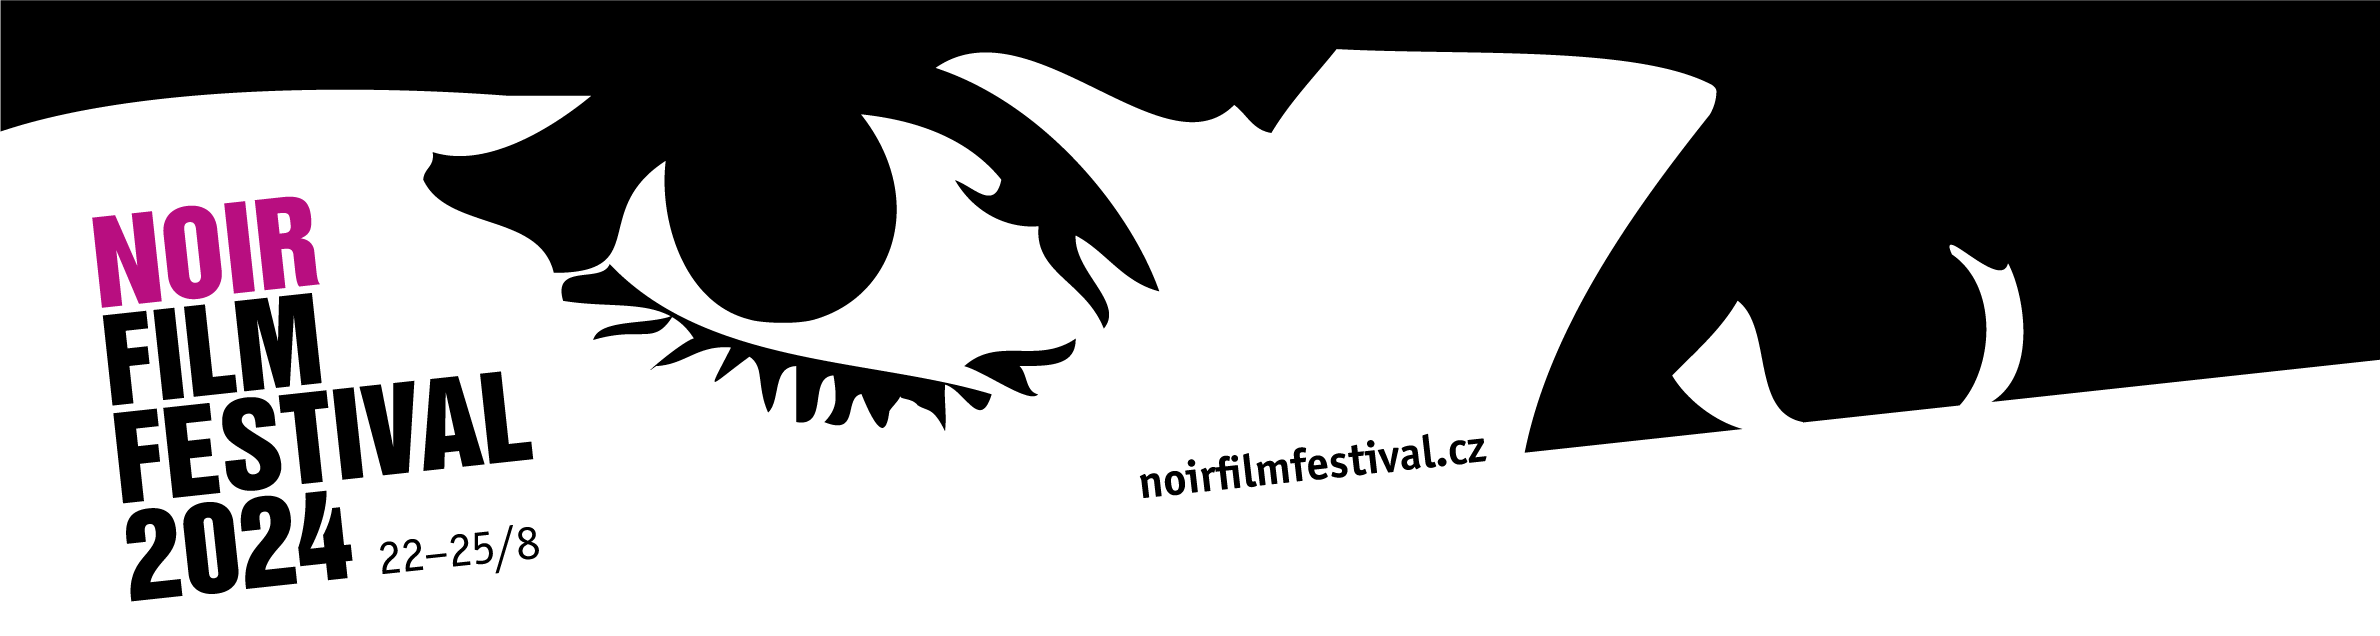 NOIR
FILM
FESTIVAL
2024 22–25/8
noirfilmfestival.cz